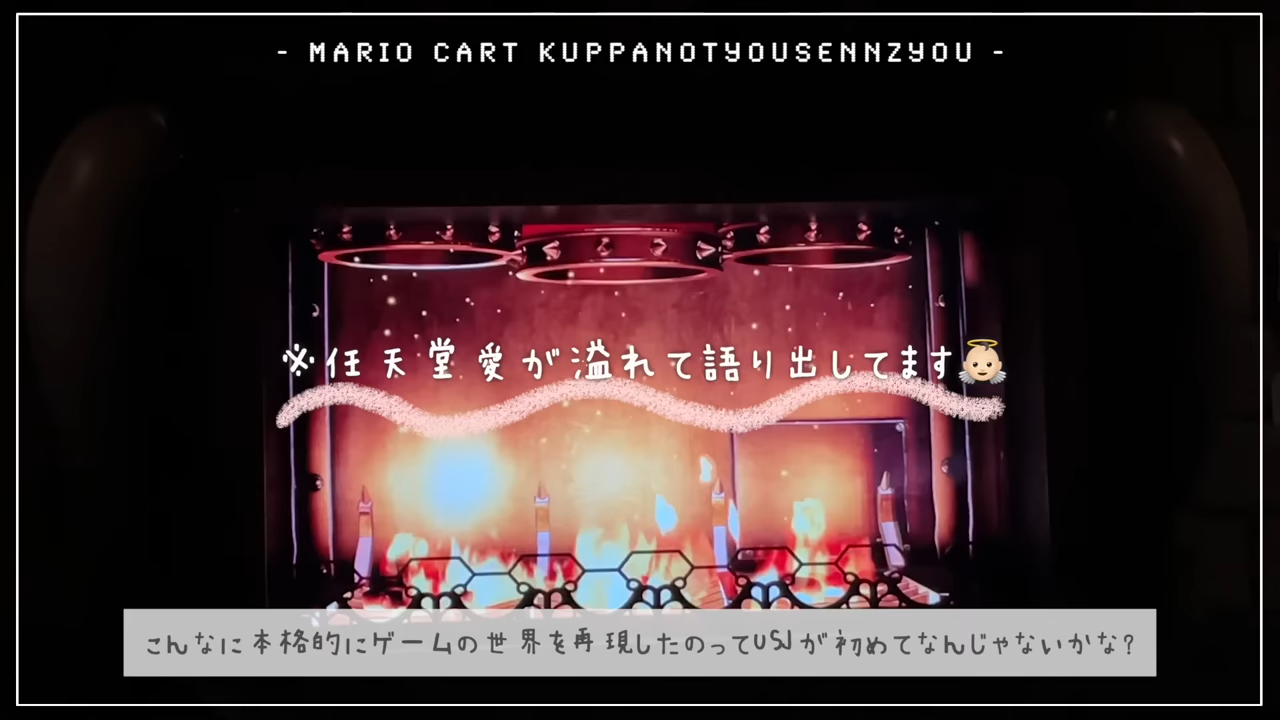 - MARIO CART KUPPANOTYOUSENNZYOU -
※任天堂愛が溢れて語り出してます👼🏻
こんなに本格的にゲームの世界を再現したのってUSJが初めてなんじゃないかな?